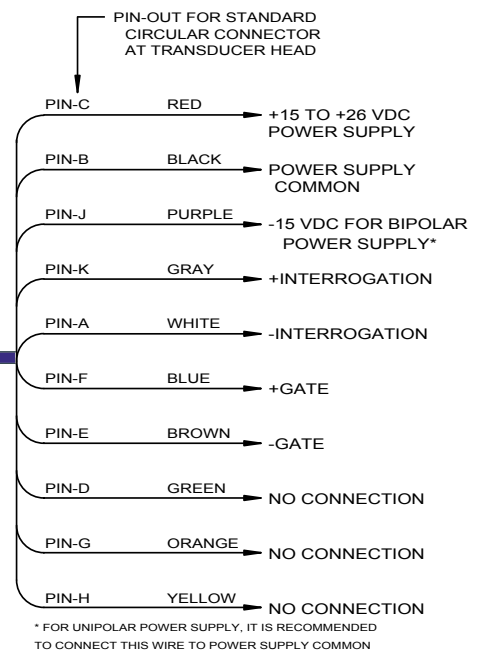 PIN-OUT FOR STANDARD
CIRCULAR CONNECTOR
AT TRANSDUCER HEAD
PIN-C RED +15 TO +26 VDC
POWER SUPPLY
PIN-B BLACK POWER SUPPLY
COMMON
PIN-J PURPLE -15 VDC FOR BIPOLAR
POWER SUPPLY*
PIN-K GRAY +INTERROGATION
PIN-A WHITE -INTERROGATION
PIN-F BLUE +GATE
PIN-E BROWN -GATE
PIN-D GREEN NO CONNECTION
PIN-G ORANGE NO CONNECTION
PIN-H YELLOW NO CONNECTION
* FOR UNIPOLAR POWER SUPPLY, IT IS RECOMMENDED
TO CONNECT THIS WIRE TO POWER SUPPLY COMMON